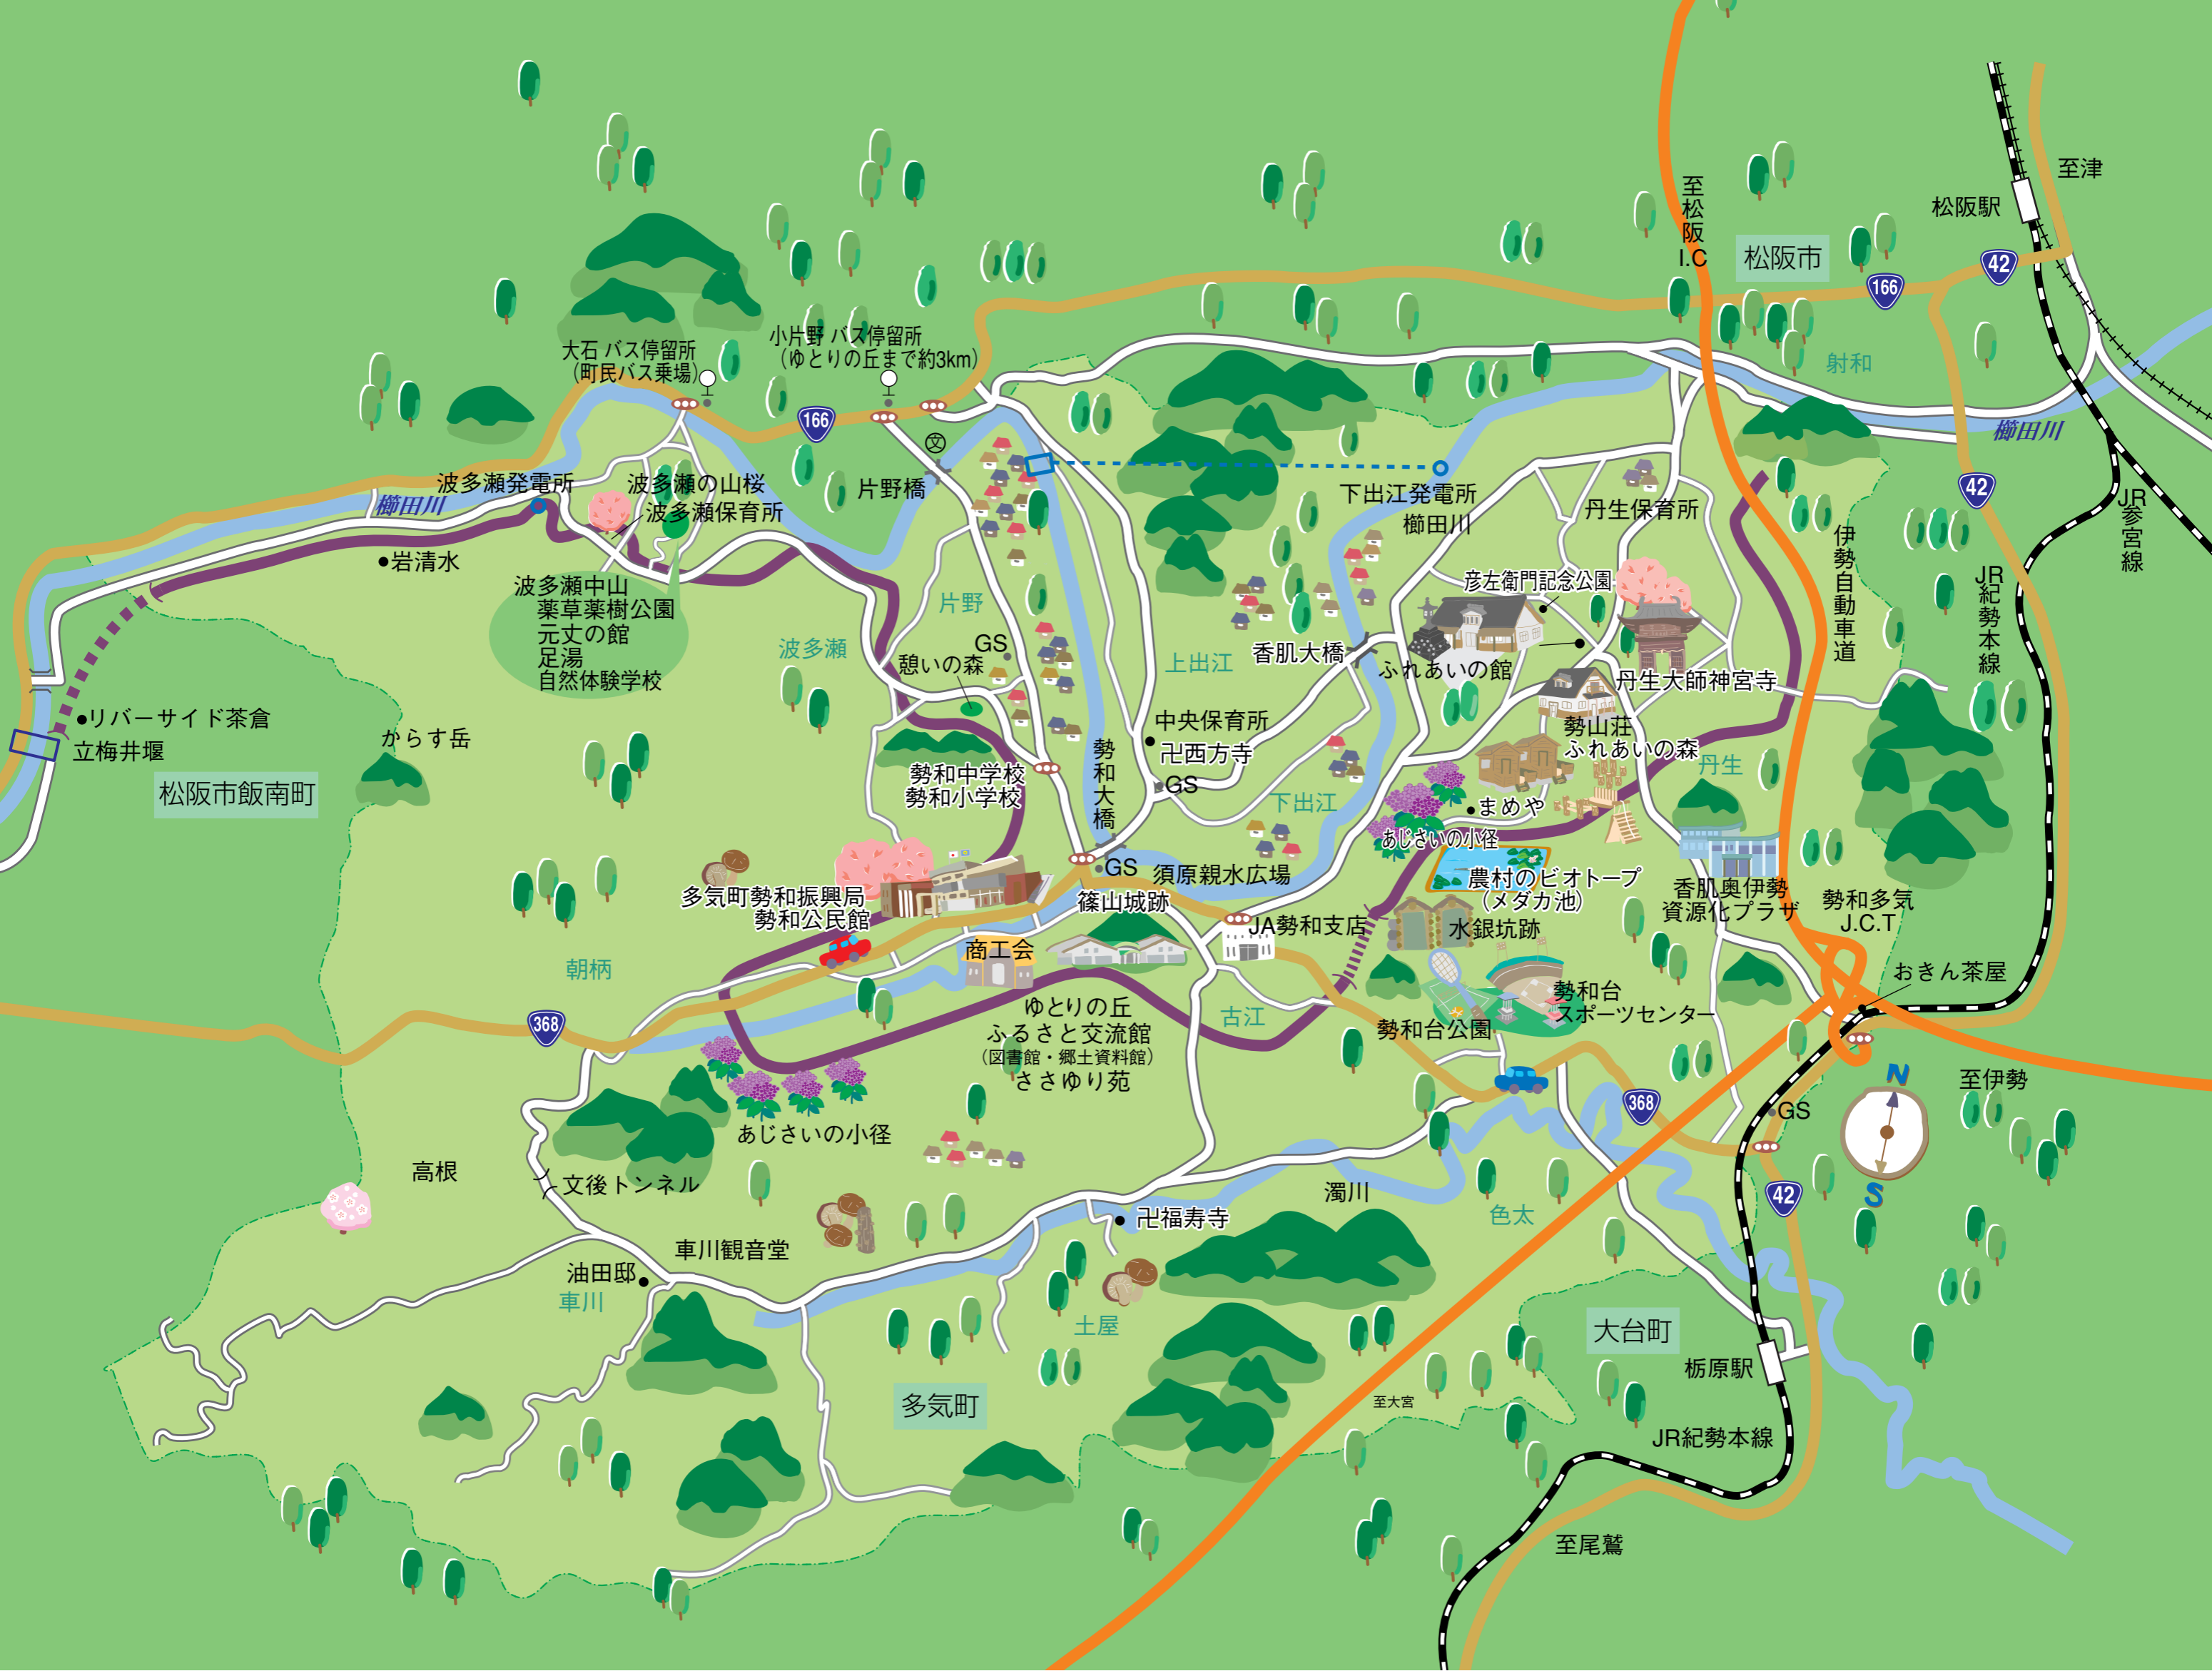 至津
松阪駅
至松阪I.C
松阪市
42
166
小片野 バス停留所
（ゆとりの丘まで約3km）
大石 バス停留所
（町民バス乗場）
166
射和
櫛田川
文
片野橋
波多瀬発電所
波多瀬の山桜
波多瀬保育所
櫛田川
下出江発電所
櫛田川
丹生保育所
42
JR参宮線
伊勢自動車道
JR紀勢本線
岩清水
波多瀬中山
薬草薬樹公園
元丈の館
足湯
自然体験学校
片野
波多瀬
GS
憩いの森
上出江
香肌大橋
彦左衛門記念公園
ふれあいの館
丹生大師神宮寺
リバーサイド茶倉
立梅井堰
からす岳
松阪市飯南町
中央保育所
卍西方寺
GS
勢和大橋
勢和中学校
勢和小学校
下出江
勢山荘
ふれあいの森
丹生
まめや
あじさいの小径
GS
須原親水広場
農村のビオトープ
（メダカ池）
香肌奥伊勢
資源化プラザ
勢和多気
J.C.T
多気町勢和振興局
勢和公民館
篠山城跡
JA勢和支店
水銀坑跡
商工会
朝柄
おきん茶屋
勢和台
スポーツセンター
勢和台公園
古江
ゆとりの丘
ふるさと交流館
（図書館・郷土資料館）
ささゆり苑
368
368
至伊勢
N
S
GS
あじさいの小径
高根
文後トンネル
濁川
42
卍福寿寺
色太
車川観音堂
油田邸
車川
土屋
大台町
栃原駅
多気町
至大宮
JR紀勢本線
至尾鷲